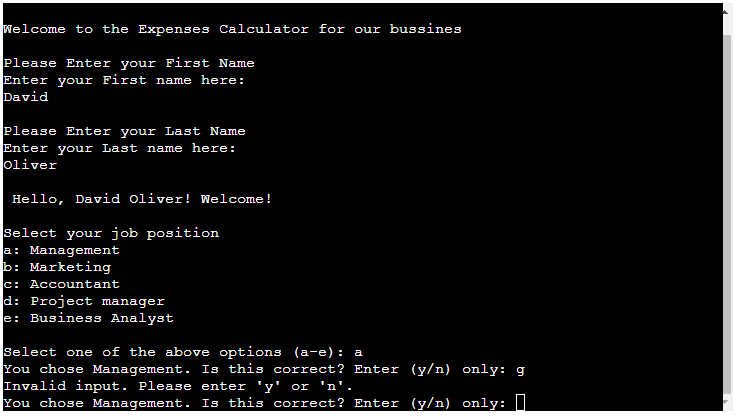 Welcome to the Expenses Calculator for our bussines
Please Enter your First Name
Enter your First name here:
David
Please Enter your Last Name
Enter your Last name here:
Oliver
Hello, David Oliver! Welcome!
Select your job position
a: Management
b: Marketing
c: Accountant
d: Project manager
e: Business Analyst
Select one of the above options (a-e): a
You chose Management. Is this correct? Enter (y/n) only: g
Invalid input. Please enter 'y' or 'n'.
You chose Management. Is this correct? Enter (y/n) only: